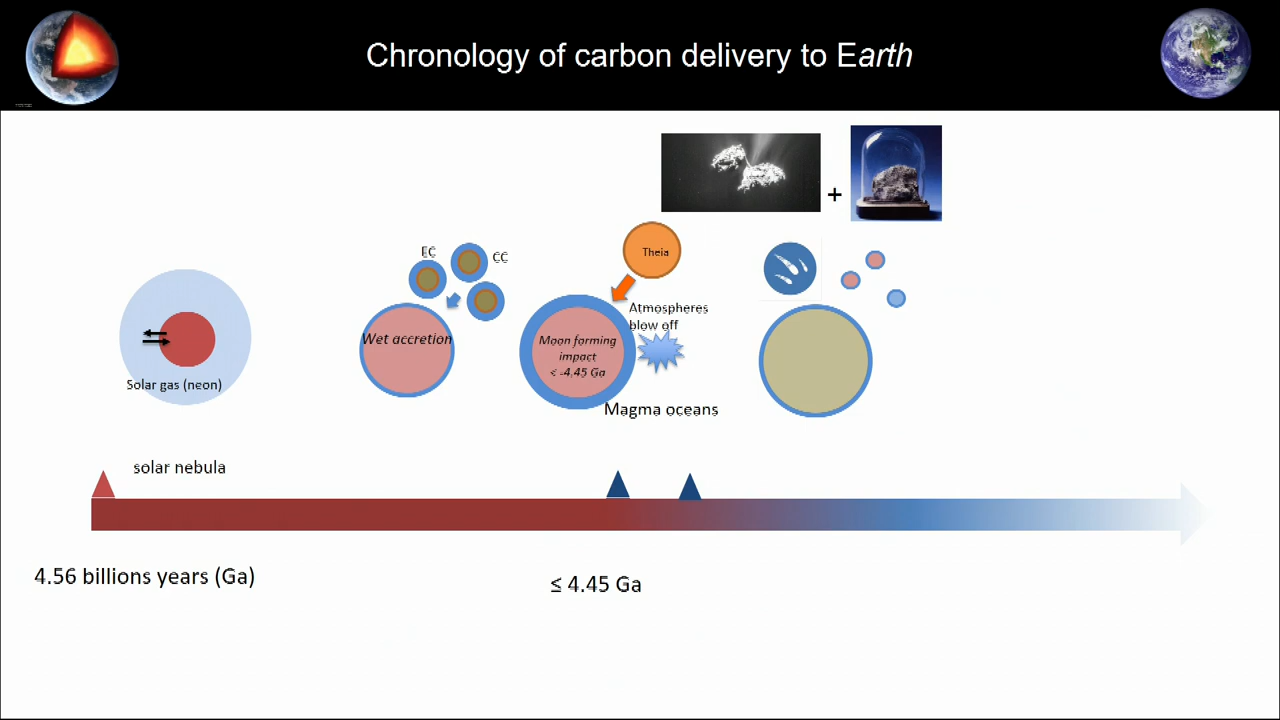 Chronology of carbon delivery to Earth
+
EC
CC
Theia
Atmospheres
blow off
Wet accretion
Moon forming
impact
< -4,45 Ga
Solar gas (neon)
Magma oceans
solar nebula
4.56 billions years (Ga)
≤ 4.45 Ga